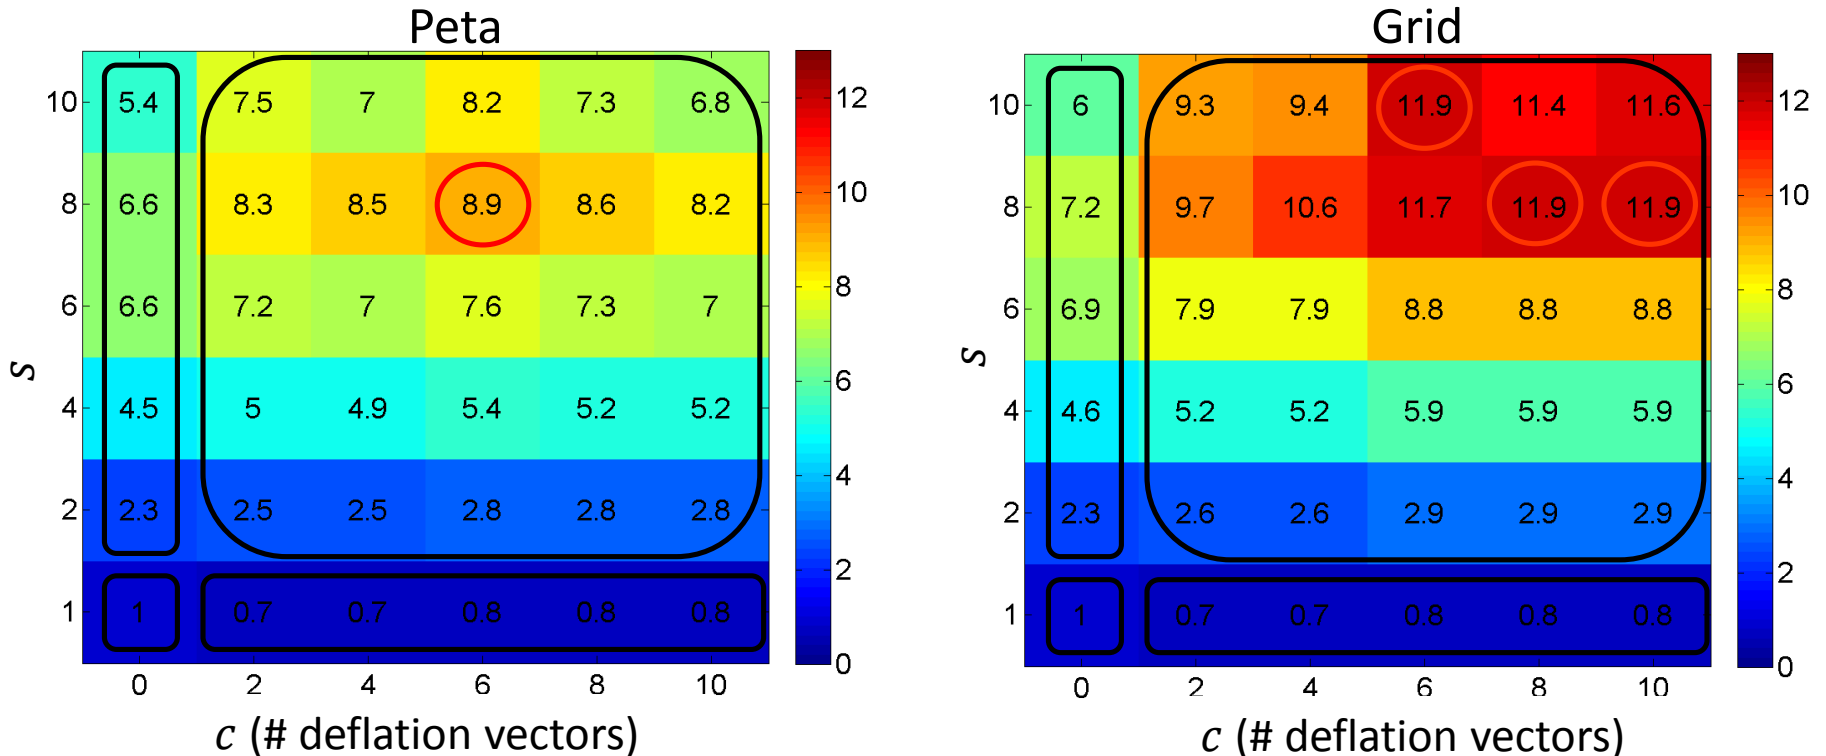 Peta
10 5.4 7.5 7 8.2 7.3 6.8
8 6.6 8.3 8.5 8.9 8.6 8.2
6 6.6 7.2 7 7.6 7.3 7
4 4.5 5 4.9 5.4 5.2 5.2
2 2.3 2.5 2.5 2.8 2.8 2.8
1 1 0.7 0.7 0.8 0.8 0.8
s
0 2 4 6 8 10
c (# deflation vectors)
12
10
8
6
4
2
0
Grid
10 6 9.3 9.4 11.9 11.4 11.6
8 7.2 9.7 10.6 11.7 11.9 11.9
6 6.9 7.9 7.9 8.8 8.8 8.8
4 4.6 5.2 5.2 5.9 5.9 5.9
2 2.3 2.6 2.6 2.9 2.9 2.9
1 1 0.7 0.7 0.8 0.8 0.8
s
0 2 4 6 8 10
c (# deflation vectors)
12
10
8
6
4
2
0